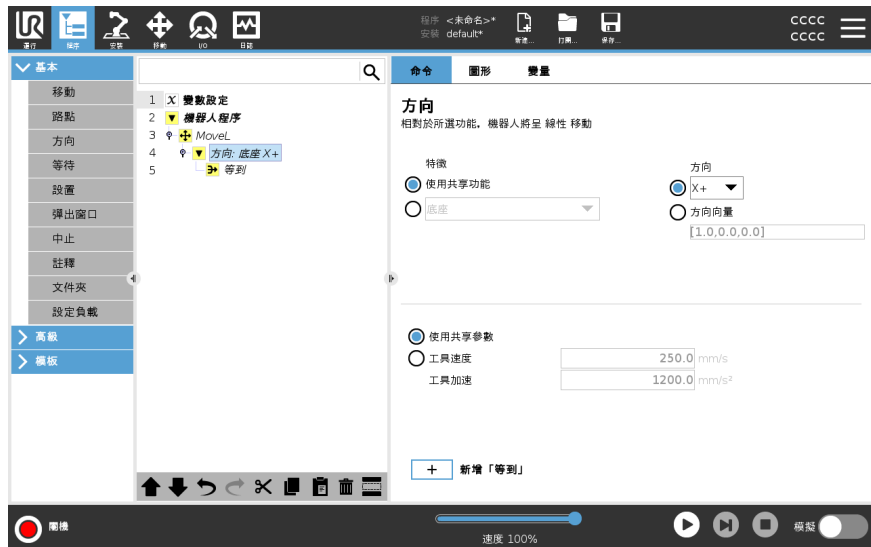 UR
運行
程序
安裝
移動
I/O
日誌
程序 <未命名>*
安裝 default*
新建...
打開...
保存...
CCCC
CCCC
基本
移動
路點
方向
等待
設置
彈出窗口
中止
註釋
文件夾
設定負載
高級
模板
1 X 變數設定
2 機器人程序
3 MoveL
4 方向: 底座 X+
5 等到
命令 圖形 變量
方向
相對於所選功能，機器人將呈 線性 移動
特徵
使用共享功能
底座
方向
X+
方向向量
[1.0,0.0,0.0]
使用共享參數
工具速度 250.0 mm/s
工具加速 1200.0 mm/s²
+ 新增「等到」
關機
速度 100%
模擬